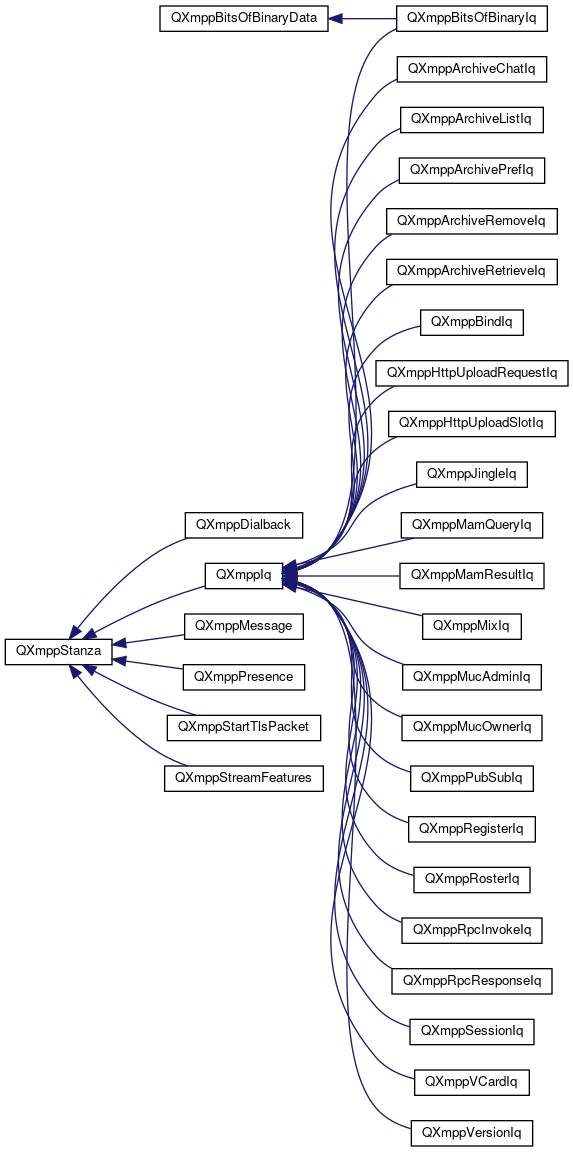 QXmppBitsOfBinaryData
QXmppBitsOfBinaryIq
QXmppArchiveChatIq
QXmppArchiveListIq
QXmppArchivePrefIq
QXmppArchiveRemoveIq
QXmppArchiveRetrieveIq
QXmppBindIq
QXmppHttpUploadRequestIq
QXmppHttpUploadSlotIq
QXmppJingleIq
QXmppDialback
QXmppMamQueryIq
QXmppIq
QXmppMamResultIq
QXmppMessage
QXmppMixIq
QXmppStanza
QXmppPresence
QXmppMucAdminIq
QXmppStartTlsPacket
QXmppMucOwnerIq
QXmppStreamFeatures
QXmppPubSubIq
QXmppRegisterIq
QXmppRosterIq
QXmppRpcInvokeIq
QXmppRpcResponseIq
QXmppSessionIq
QXmppVCardIq
QXmppVersionIq